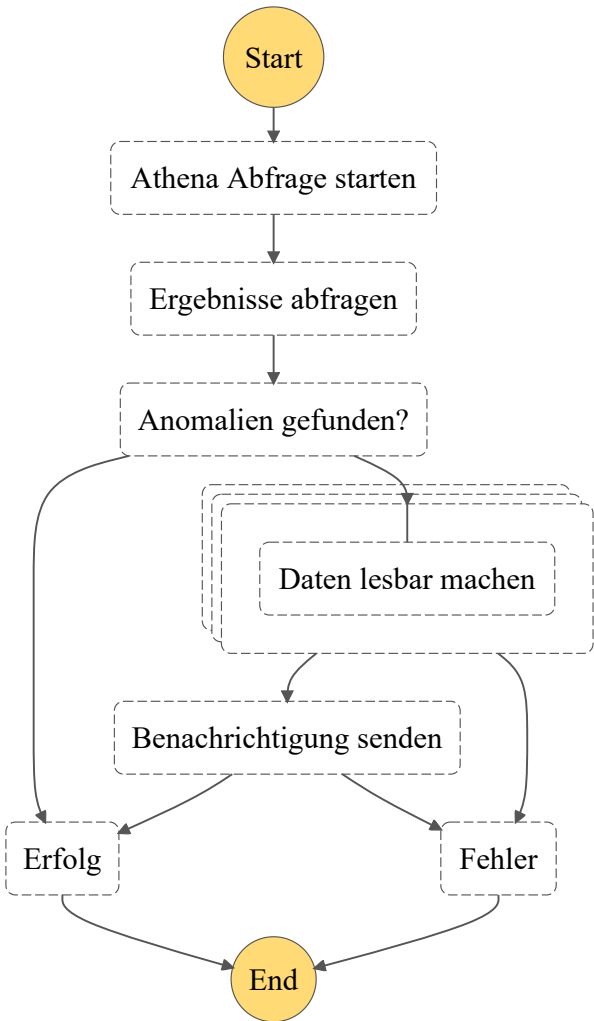 Start
Athena Abfrage starten
Ergebnisse abfragen
Anomalien gefunden?
Daten lesbar machen
Benachrichtigung senden
Erfolg
Fehler
End